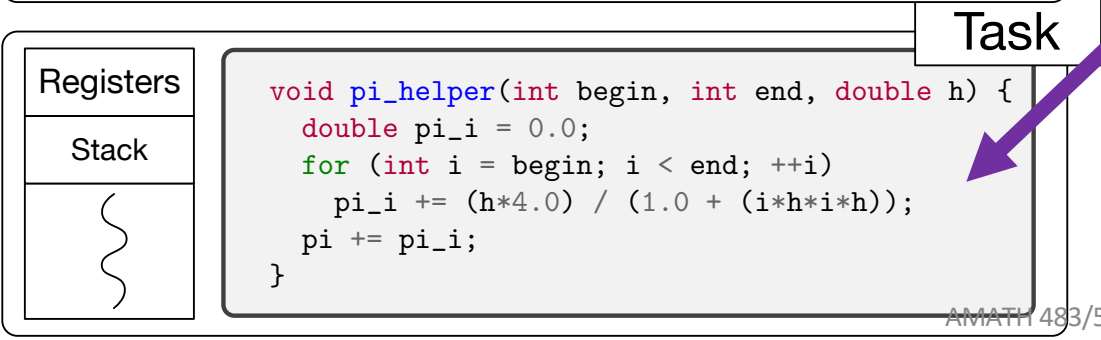 Task
Registers
Stack
void pi_helper(int begin, int end, double h) {
double pi_i = 0.0;
for (int i = begin; i < end; ++i)
pi_i += (h*4.0) / (1.0 + (i*h*i*h));
pi += pi_i;
}
AMATH 483/5